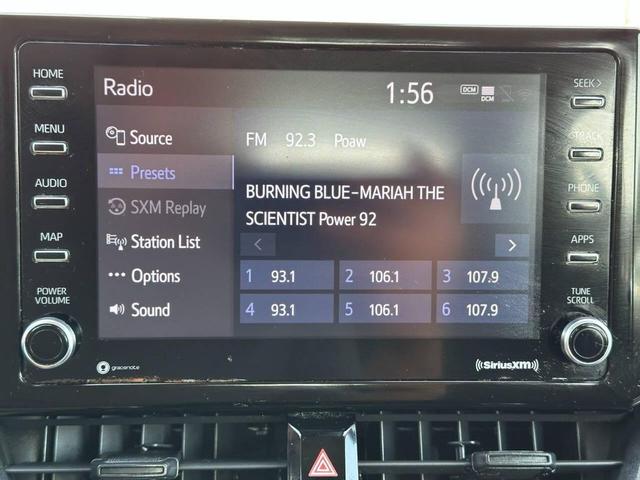 HOME
MENU
AUDIO
MAP
POWER
VOLUME
Radio
1:56
DCM
DCM
Source
Presets
SXM Replay
Station List
Options
Sound
FM 92.3 Poaw
BURNING BLUE-MARIAH THE
SCIENTIST Power 92
< >
1 93.1 2 106.1 3 107.9
4 93.1 5 106.1 6 107.9
SEEK >
TRACK
PHONE
APPS
TUNE
SCROLL
gracenote
SiriusXM